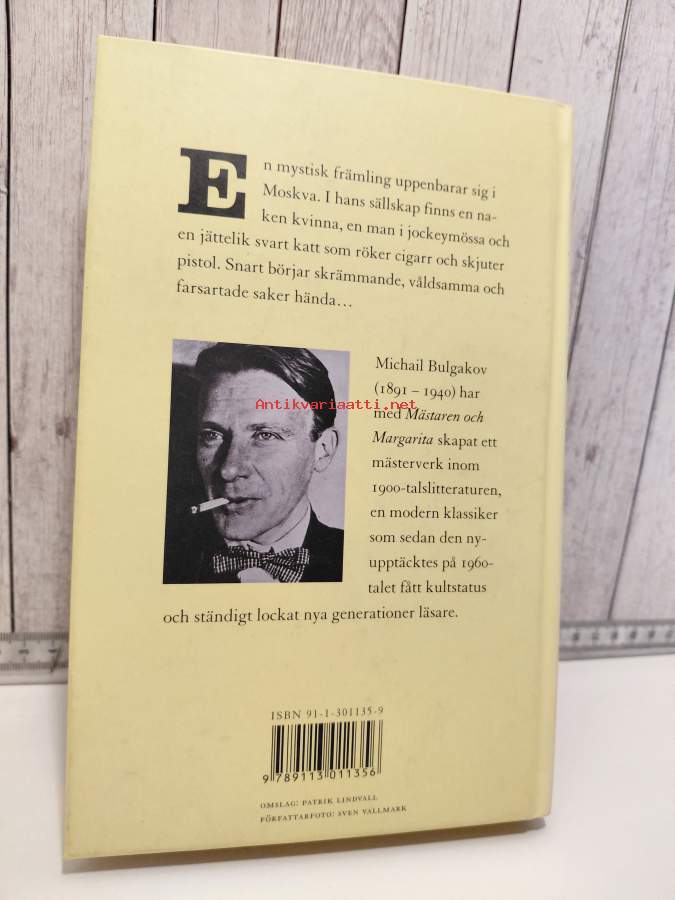 En mystisk främling uppenbarar sig i
Moskva. I hans sällskap finns en na-
ken kvinna, en man i jockeymössa och
en jättelik svart katt som röker cigarr och skjuter
pistol. Snart börjar skrämmande, våldsamma och
farsartade saker hända…
Michail Bulgakov
(1891 – 1940) har
med Mästaren och
Margarita skapat ett
mästerverk inom
1900-talslitteraturen,
en modern klassiker
som sedan den ny-
upptäcktes på 1960-
talet fått kultstatus
och ständigt lockat nya generationer läsare.
Antikvariaatti.net
ISBN 91-1-301135-9
9 789113 011356
OMSLAG: PATRIK LINDVALL
FÖRFATTARFOTO: SVEN VALLMARK